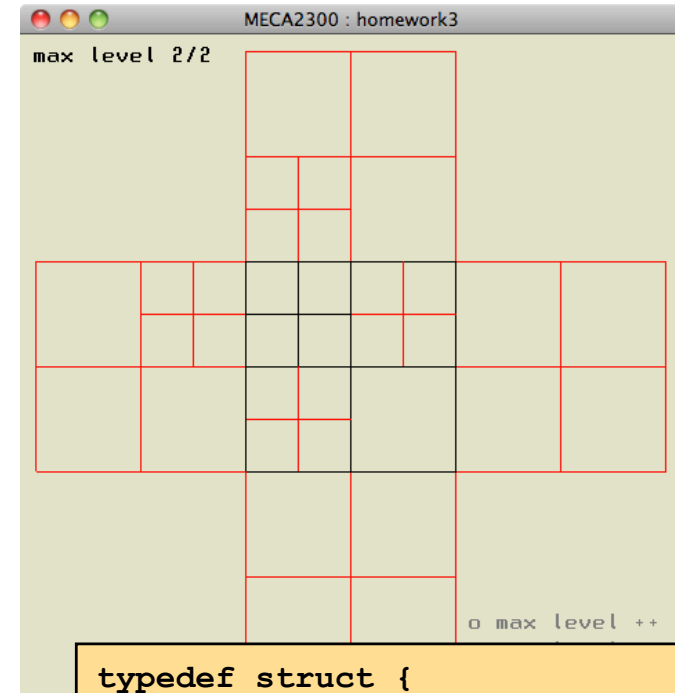 MECA2300 : homework3
max level 2/2
o max level ++
typedef struct {